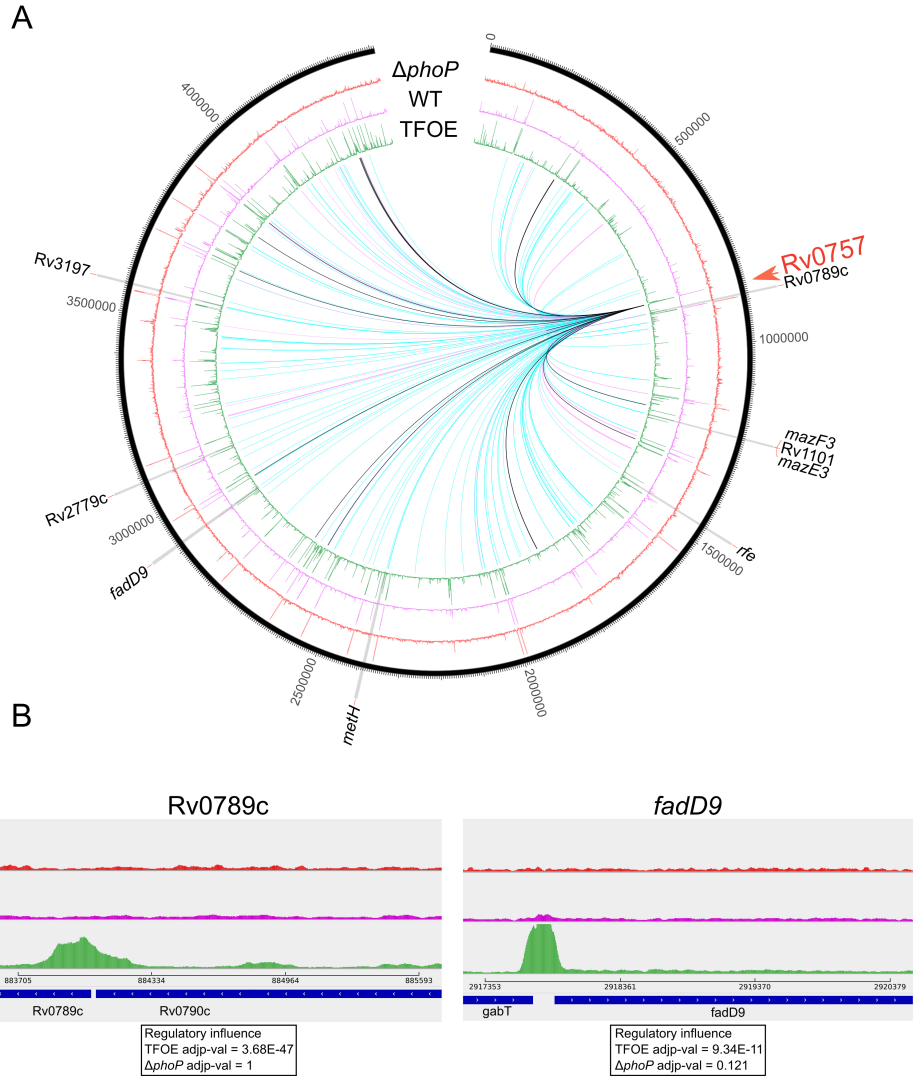 A
ΔphoP
WT
TFOE
0
500000
1000000
1500000
2000000
2500000
3000000
3500000
4000000
Rv0757
Rv0789c
mazF3
Rv1101
mazE3
rfe
metH
fadD9
Rv2779c
Rv3197
B
Rv0789c
883705 884334 884964 885593
Rv0789c Rv0790c
Regulatory influence
TFOE adjp-val = 3.68E-47
ΔphoP adjp-val = 1
fadD9
2917353 2918361 2919370 2920379
gabT fadD9
Regulatory influence
TFOE adjp-val = 9.34E-11
ΔphoP adjp-val = 0.121